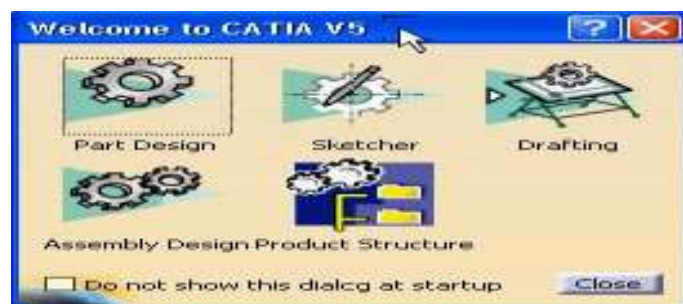 Welcome to CATIA V5
?
Part Design Sketcher Drafting
Assembly Design Product Structure
Do not show this dialog at startup Close